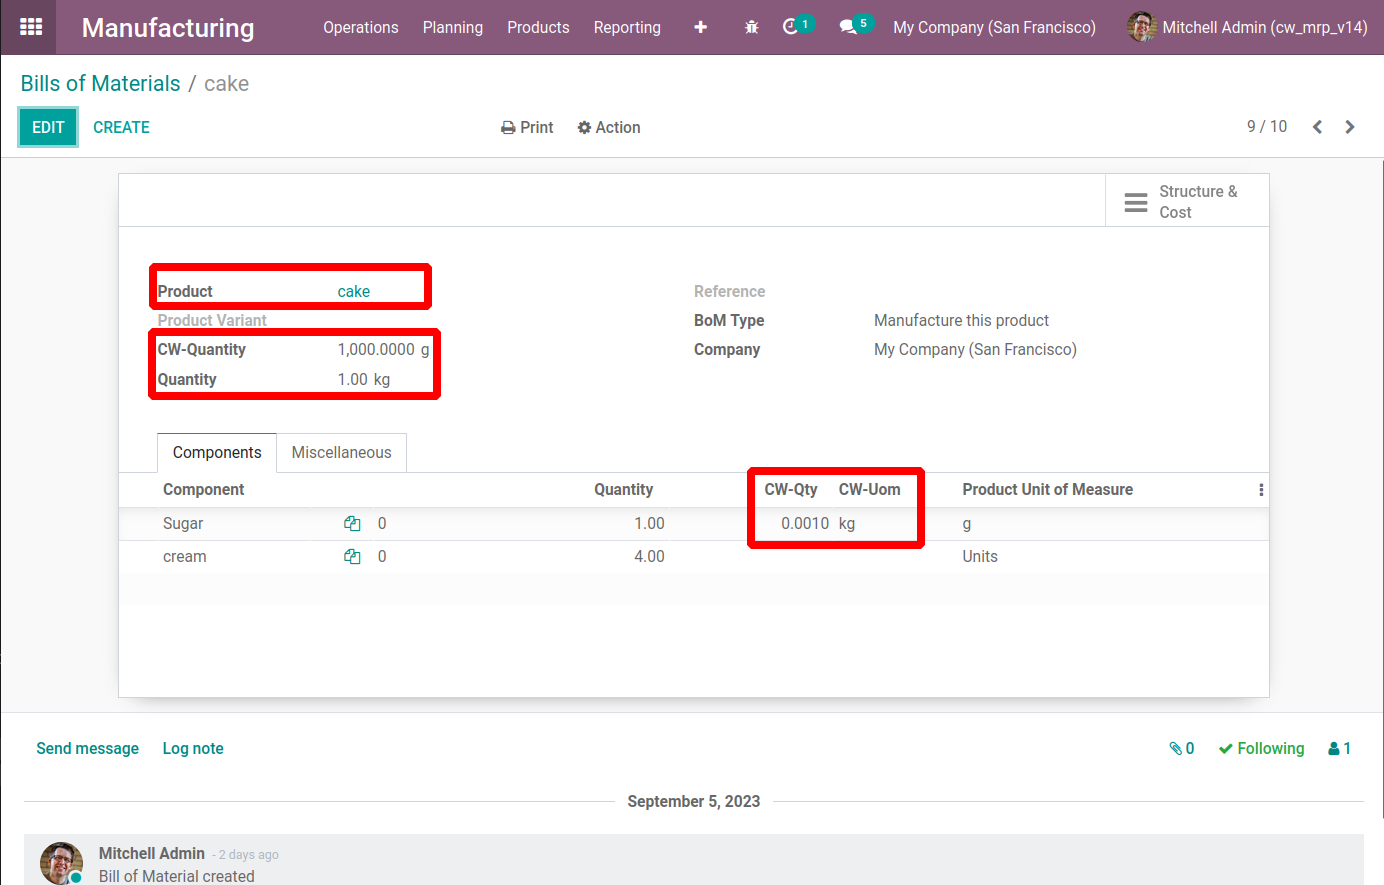 Manufacturing Operations Planning Products Reporting 1 5 My Company (San Francisco) Mitchell Admin (cw_mrp_v14)
Bills of Materials / cake
EDIT CREATE Print Action 9 / 10
Structure &
Cost
Product cake Reference
Product Variant BoM Type Manufacture this product
CW-Quantity 1,000.0000 g Company My Company (San Francisco)
Quantity 1.00 kg
Components Miscellaneous
Component Quantity CW-Qty CW-Uom Product Unit of Measure
Sugar 0 1.00 0.0010 kg g
cream 0 4.00 Units
Send message Log note 0 Following 1
September 5, 2023
Mitchell Admin - 2 days ago
Bill of Material created